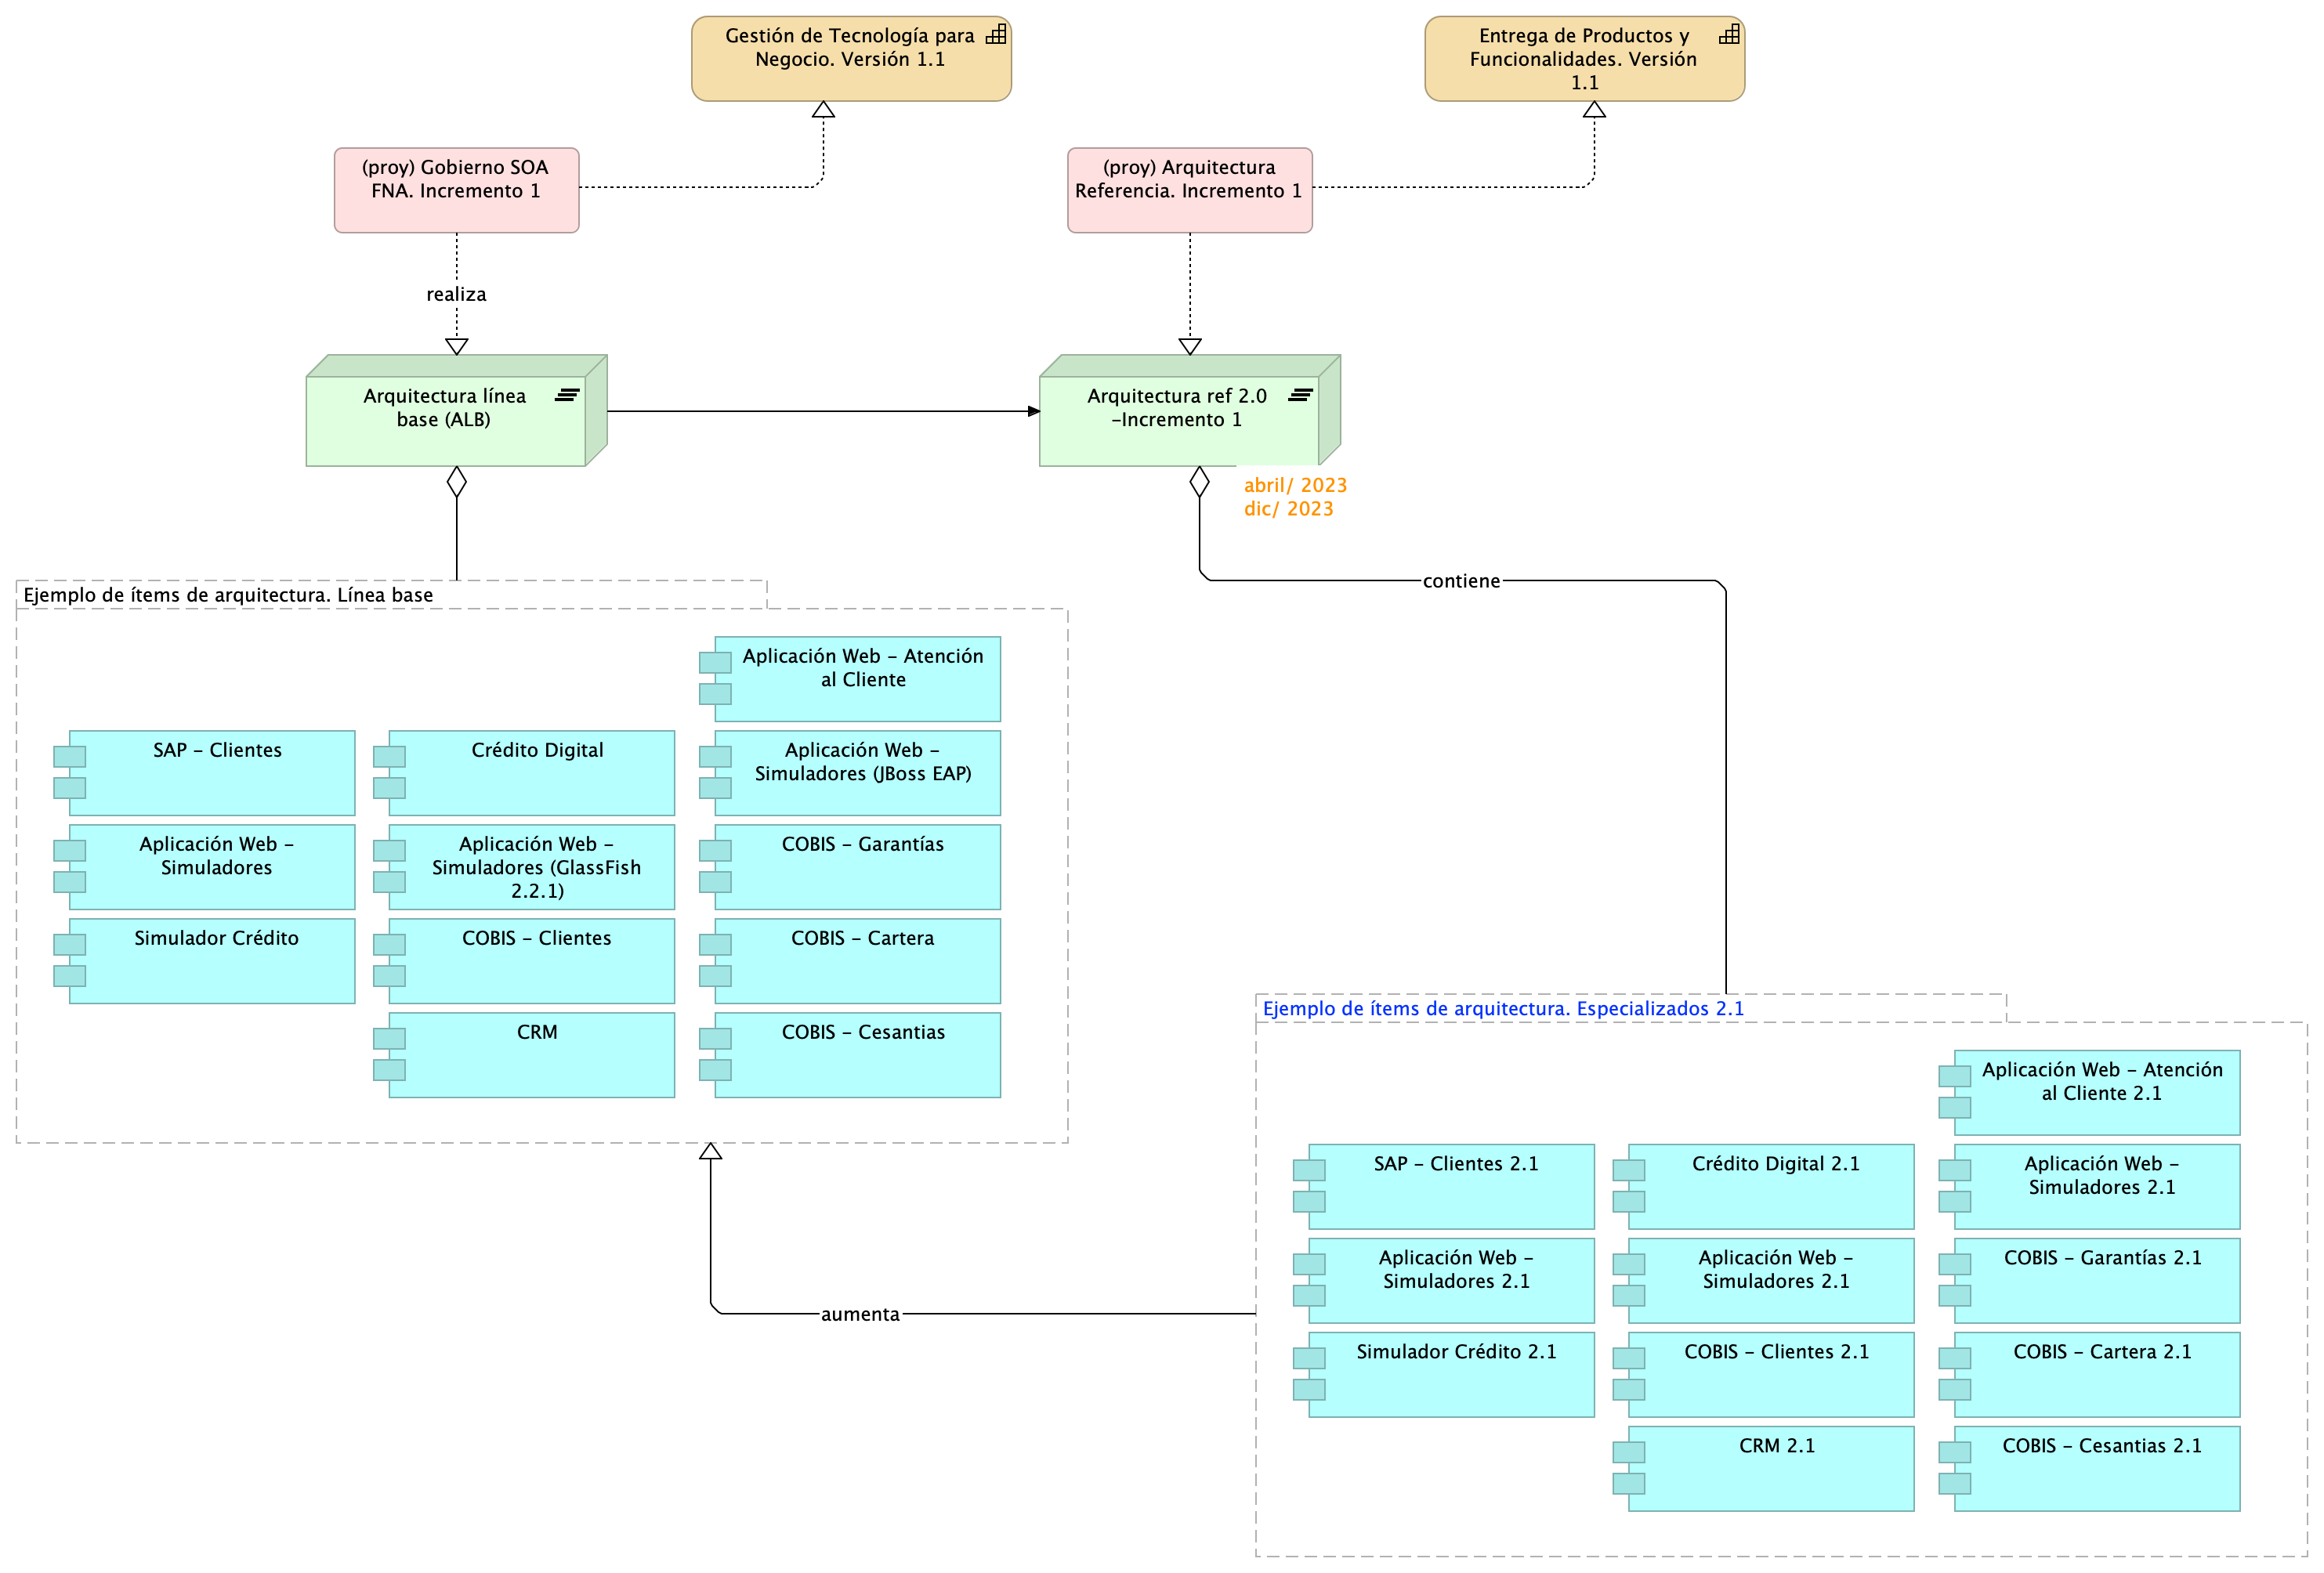 Gestión de Tecnología para
Negocio. Versión 1.1
Entrega de Productos y
Funcionalidades. Versión
1.1
(proy) Gobierno SOA
FNA. Incremento 1
(proy) Arquitectura
Referencia. Incremento 1
realiza
Arquitectura línea
base (ALB)
Arquitectura ref 2.0
-Incremento 1
abril/ 2023
dic/ 2023
contiene
Ejemplo de ítems de arquitectura. Línea base
Aplicación Web - Atención
al Cliente
SAP - Clientes
Crédito Digital
Aplicación Web -
Simuladores (JBoss EAP)
Aplicación Web -
Simuladores
Aplicación Web -
Simuladores (GlassFish
2.2.1)
COBIS - Garantías
Simulador Crédito
COBIS - Clientes
COBIS - Cartera
CRM
COBIS - Cesantias
Ejemplo de ítems de arquitectura. Especializados 2.1
Aplicación Web - Atención
al Cliente 2.1
SAP - Clientes 2.1
Crédito Digital 2.1
Aplicación Web -
Simuladores 2.1
Aplicación Web -
Simuladores 2.1
Aplicación Web -
Simuladores 2.1
COBIS - Garantías 2.1
aumenta
Simulador Crédito 2.1
COBIS - Clientes 2.1
COBIS - Cartera 2.1
CRM 2.1
COBIS - Cesantias 2.1